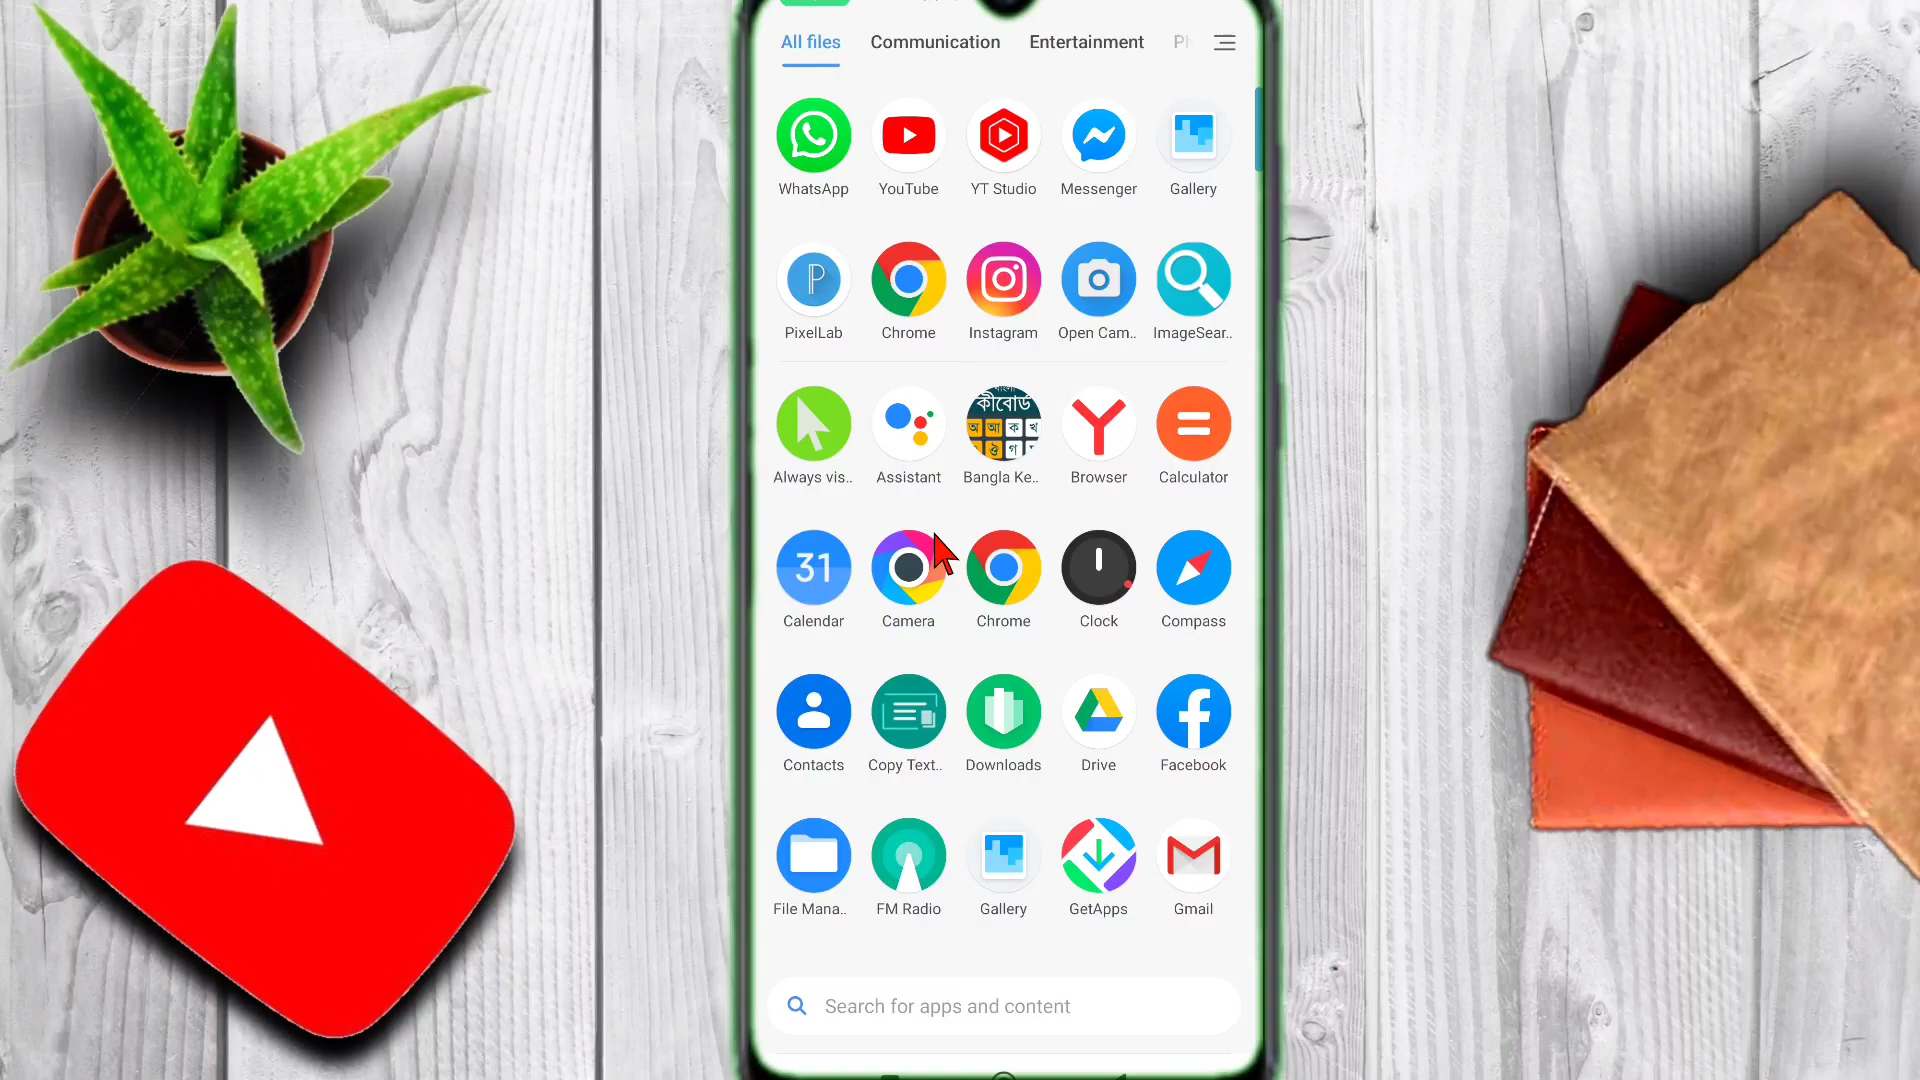 All files Communication Entertainment
WhatsApp YouTube YT Studio Messenger Gallery
PixelLab Chrome Instagram Open Cam.. ImageSear..
কীবোর্ড
অ আ ক খ
ঔ গ
Always vis.. Assistant Bangla Ke.. Browser Calculator
31
Calendar Camera Chrome Clock Compass
Contacts Copy Text.. Downloads Drive Facebook
File Mana.. FM Radio Gallery GetApps Gmail
Search for apps and content